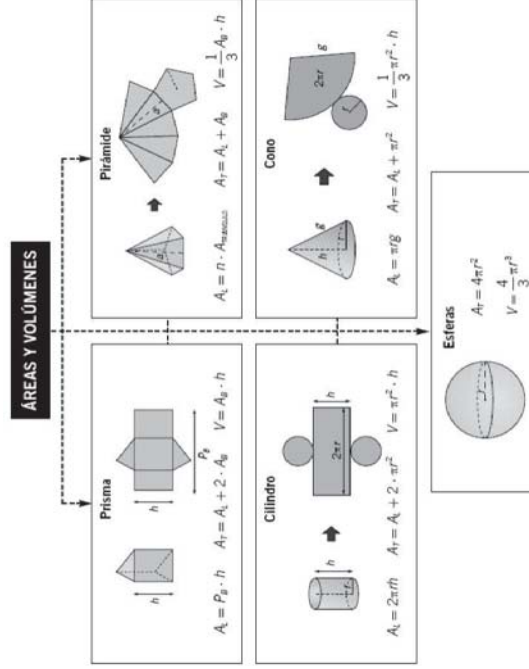 ÁREAS Y VOLÚMENES
Prisma
h
h
P_B
A_L = P_B · h A_T = A_L + 2 · A_B V = A_B · h
Pirámide
a
a
A_L = n · A_TRIÁNGULO A_T = A_L + A_B V = 1/3 A_B · h
Cilindro
h
r
h
2πr
A_L = 2πrh A_T = A_L + 2 · πr² V = πr² · h
Cono
h
g
r
2πr
g
r
A_L = πrg A_T = A_L + πr² V = 1/3 πr² · h
Esferas
r
A_T = 4πr²
V = 4/3 πr³